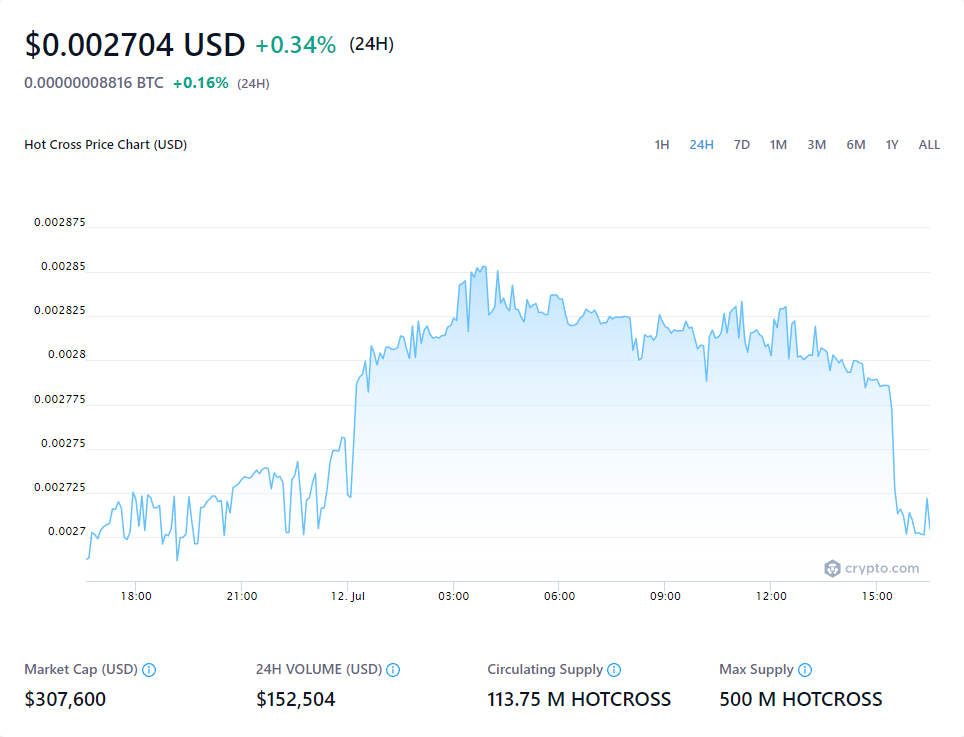 $0.002704 USD +0.34% (24H)
0.00000008816 BTC +0.16% (24H)
Hot Cross Price Chart (USD) 1H 24H 7D 1M 3M 6M 1Y ALL
0.002875
0.00285
0.002825
0.0028
0.002775
0.00275
0.002725
0.0027
crypto.com
18:00 21:00 12. Jul 03:00 06:00 09:00 12:00 15:00
Market Cap (USD) 24H VOLUME (USD) Circulating Supply Max Supply
$307,600 $152,504 113.75 M HOTCROSS 500 M HOTCROSS